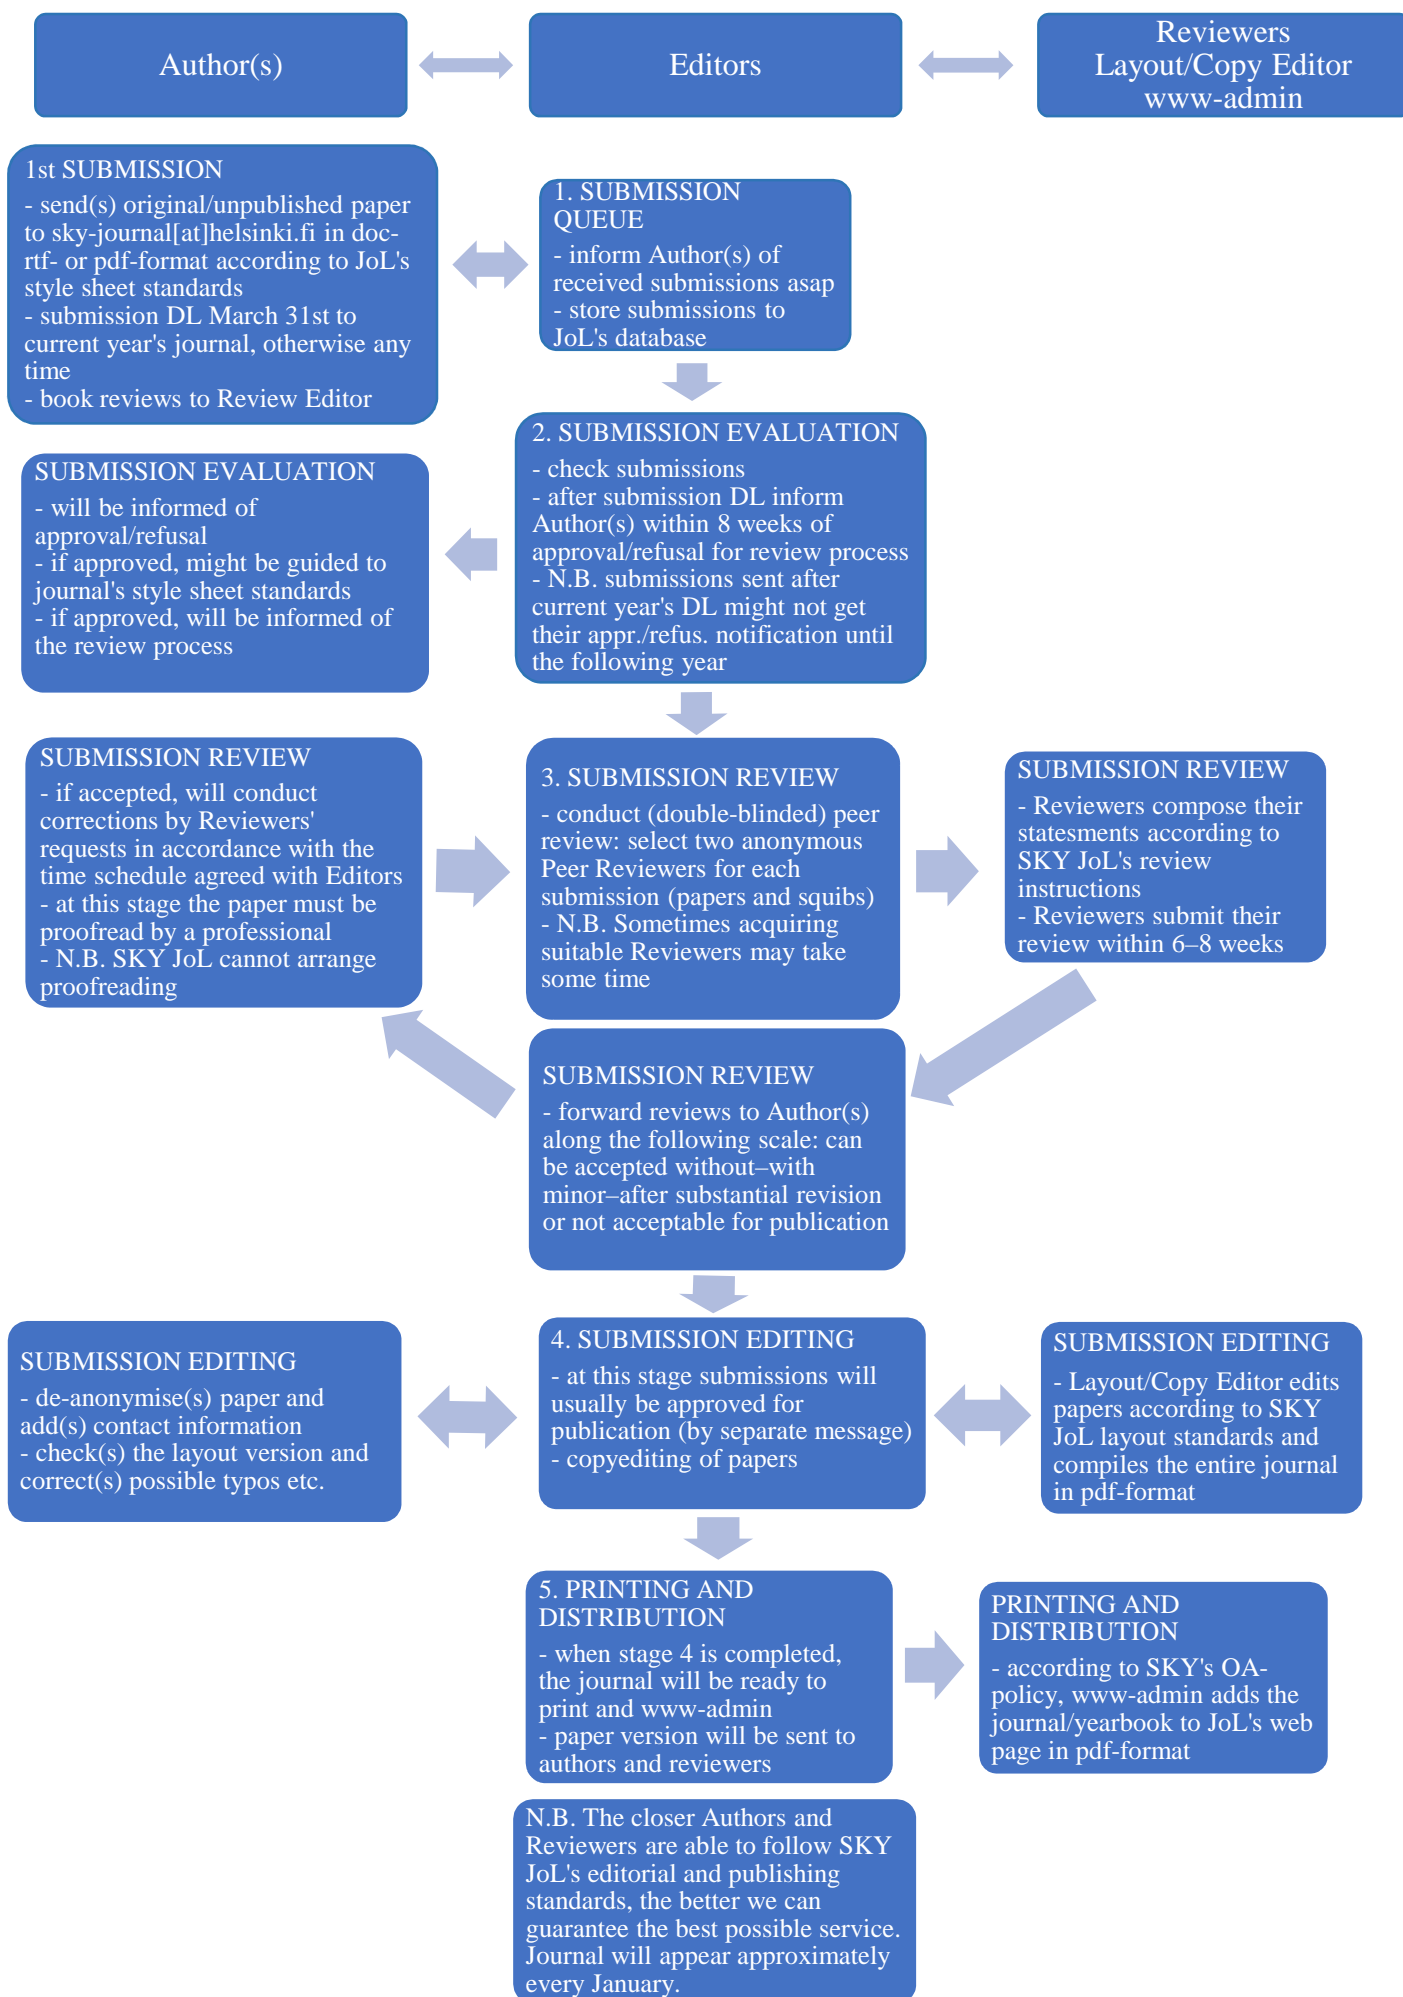 Author(s)
Editors
Reviewers
Layout/Copy Editor
www-admin
1st SUBMISSION
- send(s) original/unpublished paper
to sky-journal[at]helsinki.fi in doc-
rtf- or pdf-format according to JoL's
style sheet standards
- submission DL March 31st to
current year's journal, otherwise any
time
- book reviews to Review Editor
1. SUBMISSION
QUEUE
- inform Author(s) of
received submissions asap
- store submissions to
JoL's database
SUBMISSION EVALUATION
- will be informed of
approval/refusal
- if approved, might be guided to
journal's style sheet standards
- if approved, will be informed of
the review process
2. SUBMISSION EVALUATION
- check submissions
- after submission DL inform
Author(s) within 8 weeks of
approval/refusal for review process
- N.B. submissions sent after
current year's DL might not get
their appr./refus. notification until
the following year
SUBMISSION REVIEW
- if accepted, will conduct
corrections by Reviewers'
requests in accordance with the
time schedule agreed with Editors
- at this stage the paper must be
proofread by a professional
- N.B. SKY JoL cannot arrange
proofreading
3. SUBMISSION REVIEW
- conduct (double-blinded) peer
review: select two anonymous
Peer Reviewers for each
submission (papers and squibs)
- N.B. Sometimes acquiring
suitable Reviewers may take
some time
SUBMISSION REVIEW
- Reviewers compose their
statesments according to
SKY JoL's review
instructions
- Reviewers submit their
review within 6–8 weeks
SUBMISSION REVIEW
- forward reviews to Author(s)
along the following scale: can
be accepted without–with
minor–after substantial revision
or not acceptable for publication
SUBMISSION EDITING
- de-anonymise(s) paper and
add(s) contact information
- check(s) the layout version and
correct(s) possible typos etc.
4. SUBMISSION EDITING
- at this stage submissions will
usually be approved for
publication (by separate message)
- copyediting of papers
SUBMISSION EDITING
- Layout/Copy Editor edits
papers according to SKY
JoL layout standards and
compiles the entire journal
in pdf-format
5. PRINTING AND
DISTRIBUTION
- when stage 4 is completed,
the journal will be ready to
print and www-admin
- paper version will be sent to
authors and reviewers
PRINTING AND
DISTRIBUTION
- according to SKY's OA-
policy, www-admin adds the
journal/yearbook to JoL's web
page in pdf-format
N.B. The closer Authors and
Reviewers are able to follow SKY
JoL's editorial and publishing
standards, the better we can
guarantee the best possible service.
Journal will appear approximately
every January.